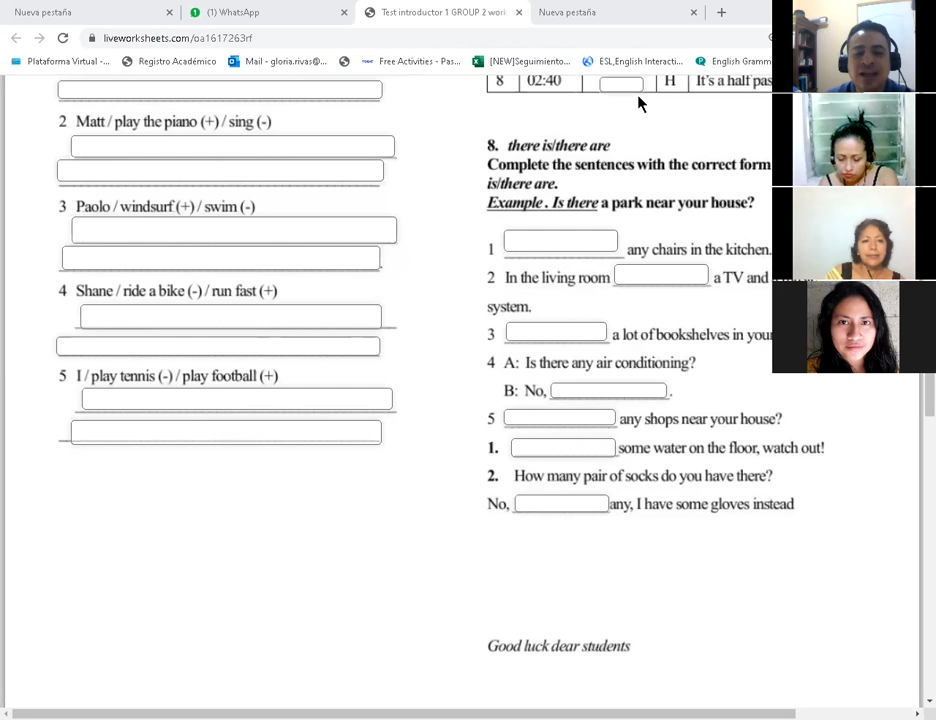 Nueva pestaña
(1) WhatsApp
Test introductor 1 GROUP 2 wor
Nueva pestaña
liveworksheets.com/oa1617263rf
Plataforma Virtual -...
Registro Académico
Mail - gloria.rivas@...
Free Activities - Pas...
[NEW]Seguimiento...
ESL,English Interacti...
English Gramm
2 Matt / play the piano (+) / sing (-)
3 Paolo / windsurf (+) / swim (-)
4 Shane / ride a bike (-) / run fast (+)
5 I / play tennis (-) / play football (+)
8 02:40 H It's a half pas
8. there is/there are
Complete the sentences with the correct form
is/there are.
Example . Is there a park near your house?
1 any chairs in the kitchen.
2 In the living room a TV and
system.
3 a lot of bookshelves in your
4 A: Is there any air conditioning?
B: No, .
5 any shops near your house?
1. some water on the floor, watch out!
2. How many pair of socks do you have there?
No, any, I have some gloves instead
Good luck dear students